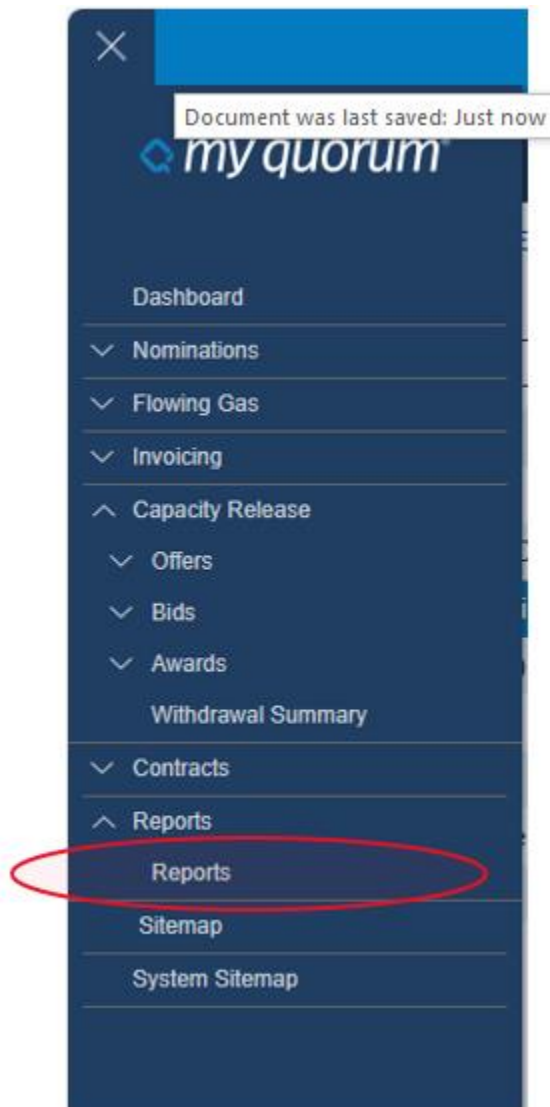 Document was last saved: Just now
my quorum
Dashboard
Nominations
Flowing Gas
Invoicing
Capacity Release
Offers
Bids
Awards
Withdrawal Summary
Contracts
Reports
Reports
Sitemap
System Sitemap